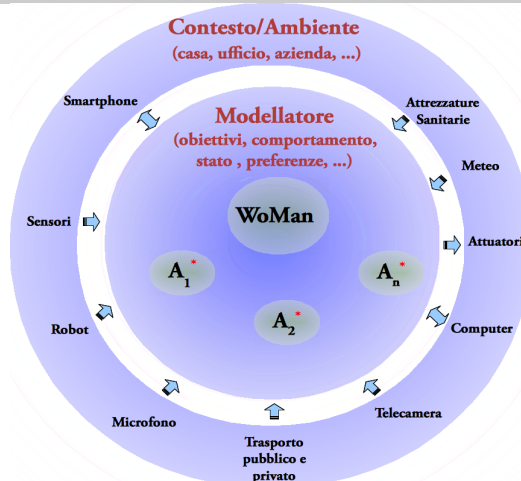 Contesto/Ambiente
(casa, ufficio, azienda, ...)
Smartphone
Attrezzature
Sanitarie
Modellatore
(obiettivi, comportamento,
stato , preferenze, ...)
Meteo
WoMan
Sensori
Attuatori
A1*
An*
A2*
Robot
Computer
Microfono
Telecamera
Trasporto
pubblico e
privato